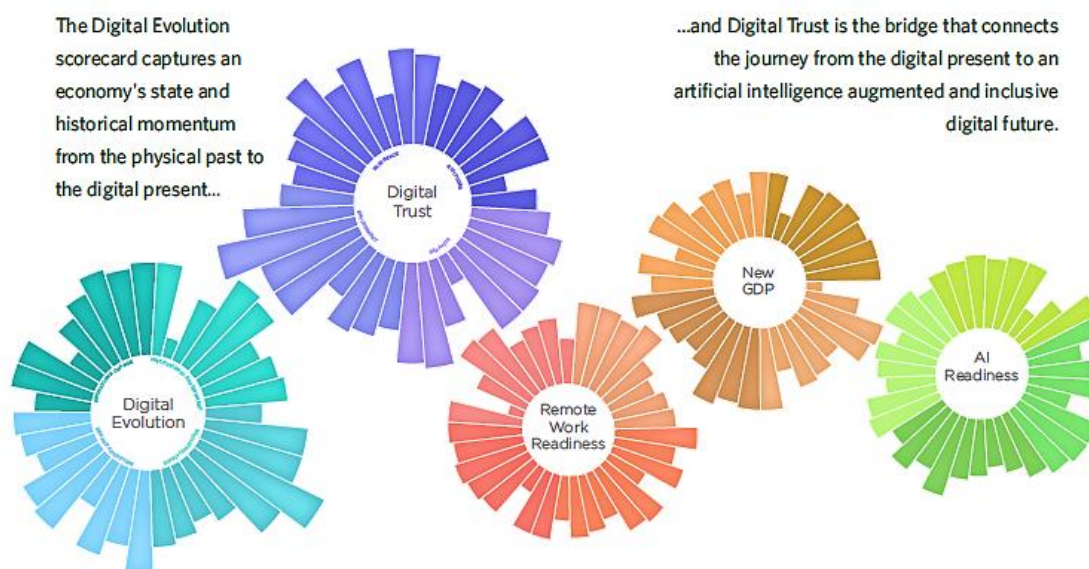 The Digital Evolution
scorecard captures an
economy's state and
historical momentum
from the physical past to
the digital present...
...and Digital Trust is the bridge that connects
the journey from the digital present to an
artificial intelligence augmented and inclusive
digital future.
Digital
Trust
New
GDP
AI
Readiness
Digital
Evolution
Remote
Work
Readiness